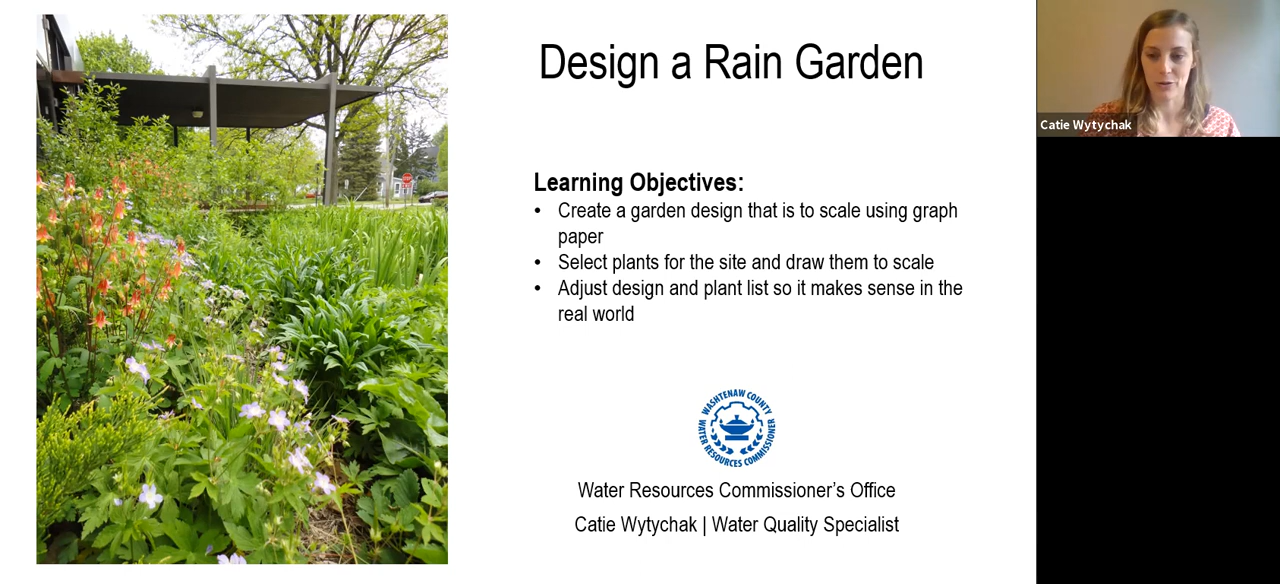 Design a Rain Garden
Catie Wytychak
Learning Objectives:
• Create a garden design that is to scale using graph
paper
• Select plants for the site and draw them to scale
• Adjust design and plant list so it makes sense in the
real world
WASHTENAW COUNTY
WATER RESOURCES COMMISSIONER
Water Resources Commissioner’s Office
Catie Wytychak | Water Quality Specialist